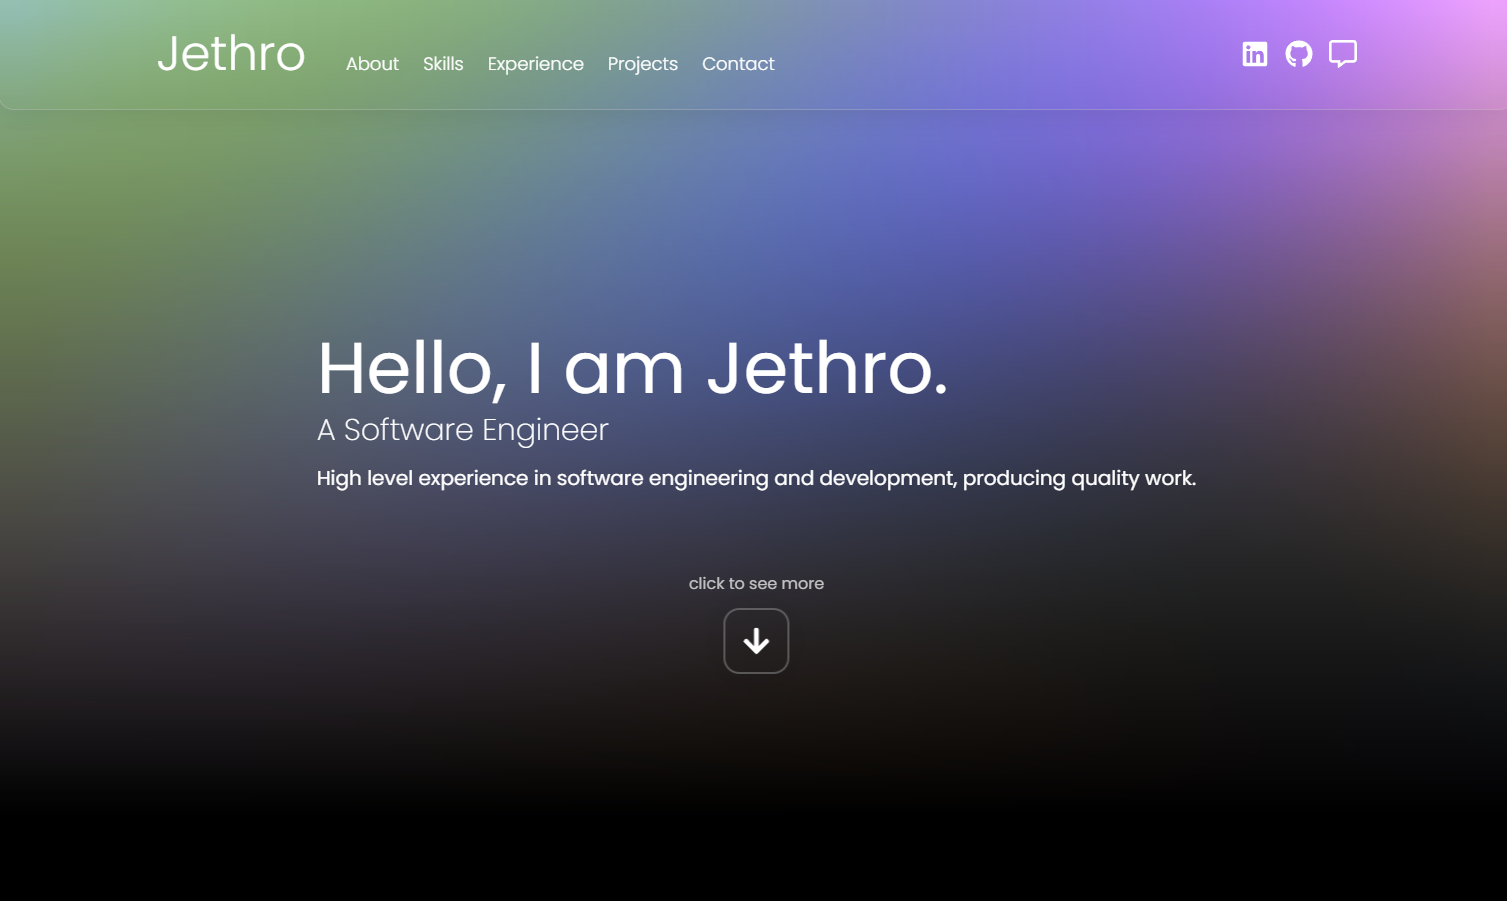 Jethro
About Skills Experience Projects Contact
Hello, I am Jethro.
A Software Engineer
High level experience in software engineering and development, producing quality work.
click to see more